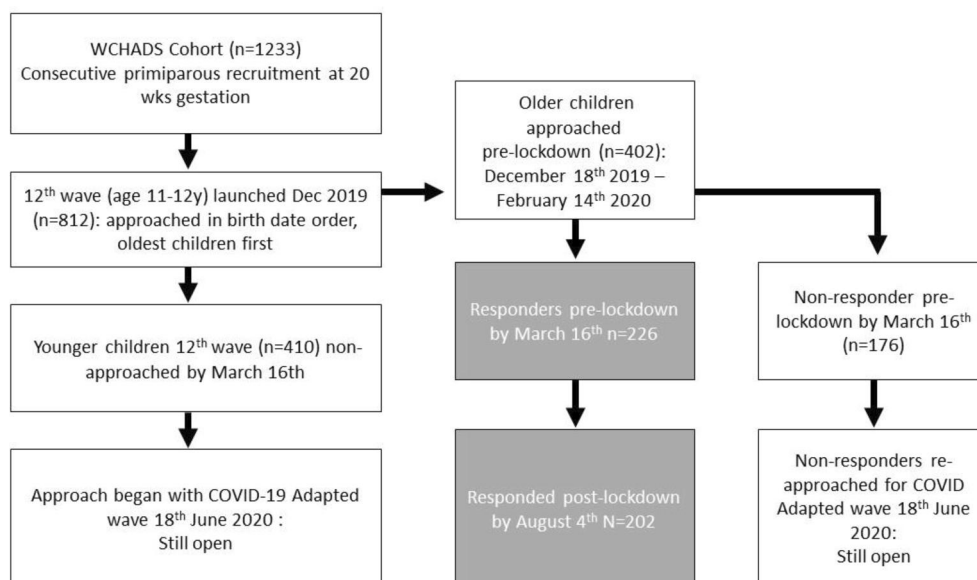 WCHADS Cohort (n=1233)
Consecutive primiparous recruitment at 20
wks gestation
12th wave (age 11-12y) launched Dec 2019
(n=812): approached in birth date order,
oldest children first
Younger children 12th wave (n=410) non-
approached by March 16th
Approach began with COVID-19 Adapted
wave 18th June 2020 :
Still open
Older children
approached
pre-lockdown (n=402):
December 18th 2019 –
February 14th 2020
Responders pre-lockdown
by March 16th n=226
Responded post-lockdown
by August 4th N=202
Non-responder pre-
lockdown by March 16th
(n=176)
Non-responders re-
approached for COVID
Adapted wave 18th June
2020:
Still open